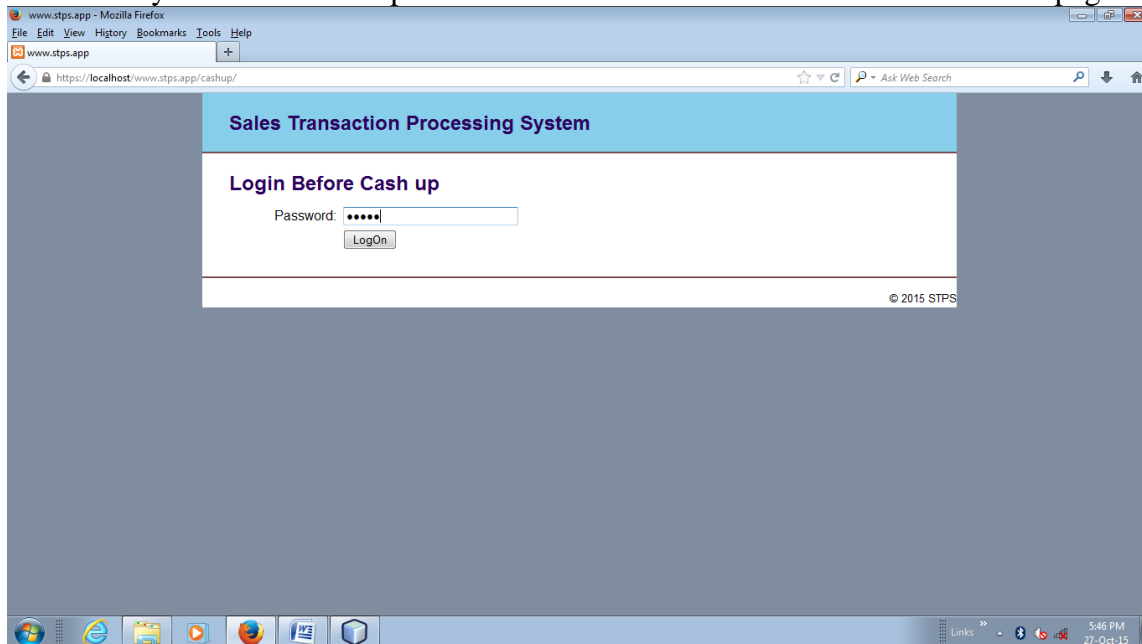 www.stps.app - Mozilla Firefox
File Edit View History Bookmarks Tools Help
www.stps.app
https://localhost/www.stps.app/cashup/
Ask Web Search
Sales Transaction Processing System
Login Before Cash up
Password: •••••
LogOn
© 2015 STPS
Links
5:46 PM
27-Oct-15